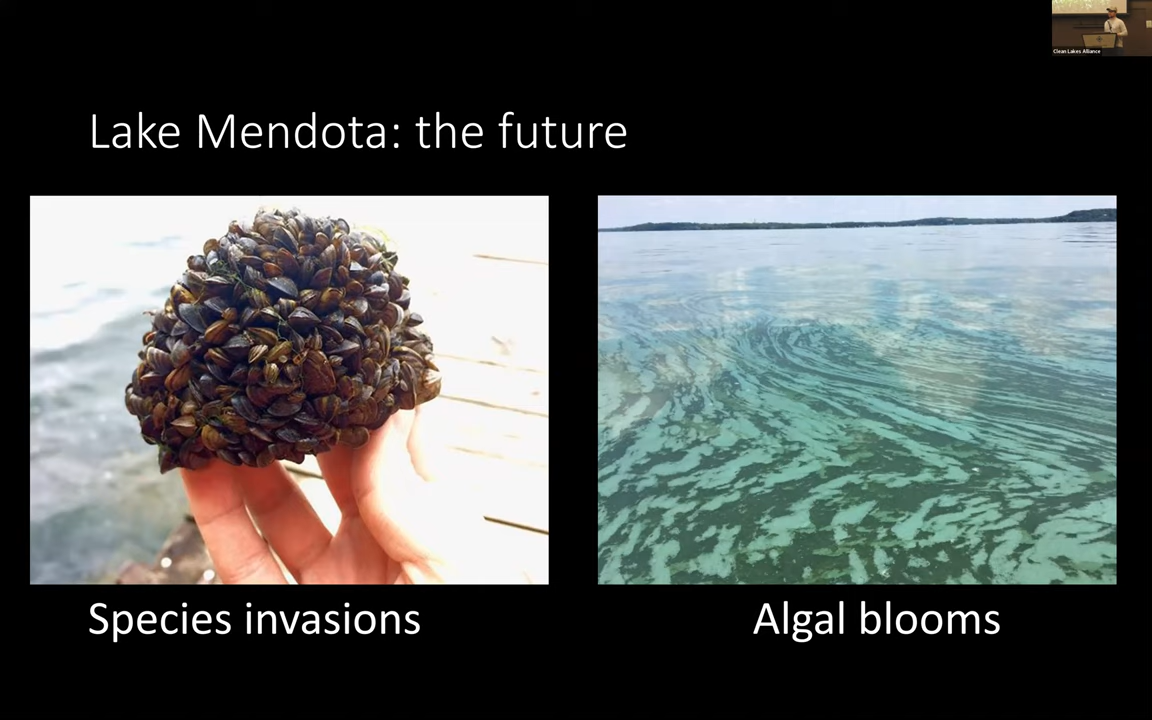 Clean Lakes Alliance
Lake Mendota: the future
Species invasions
Algal blooms